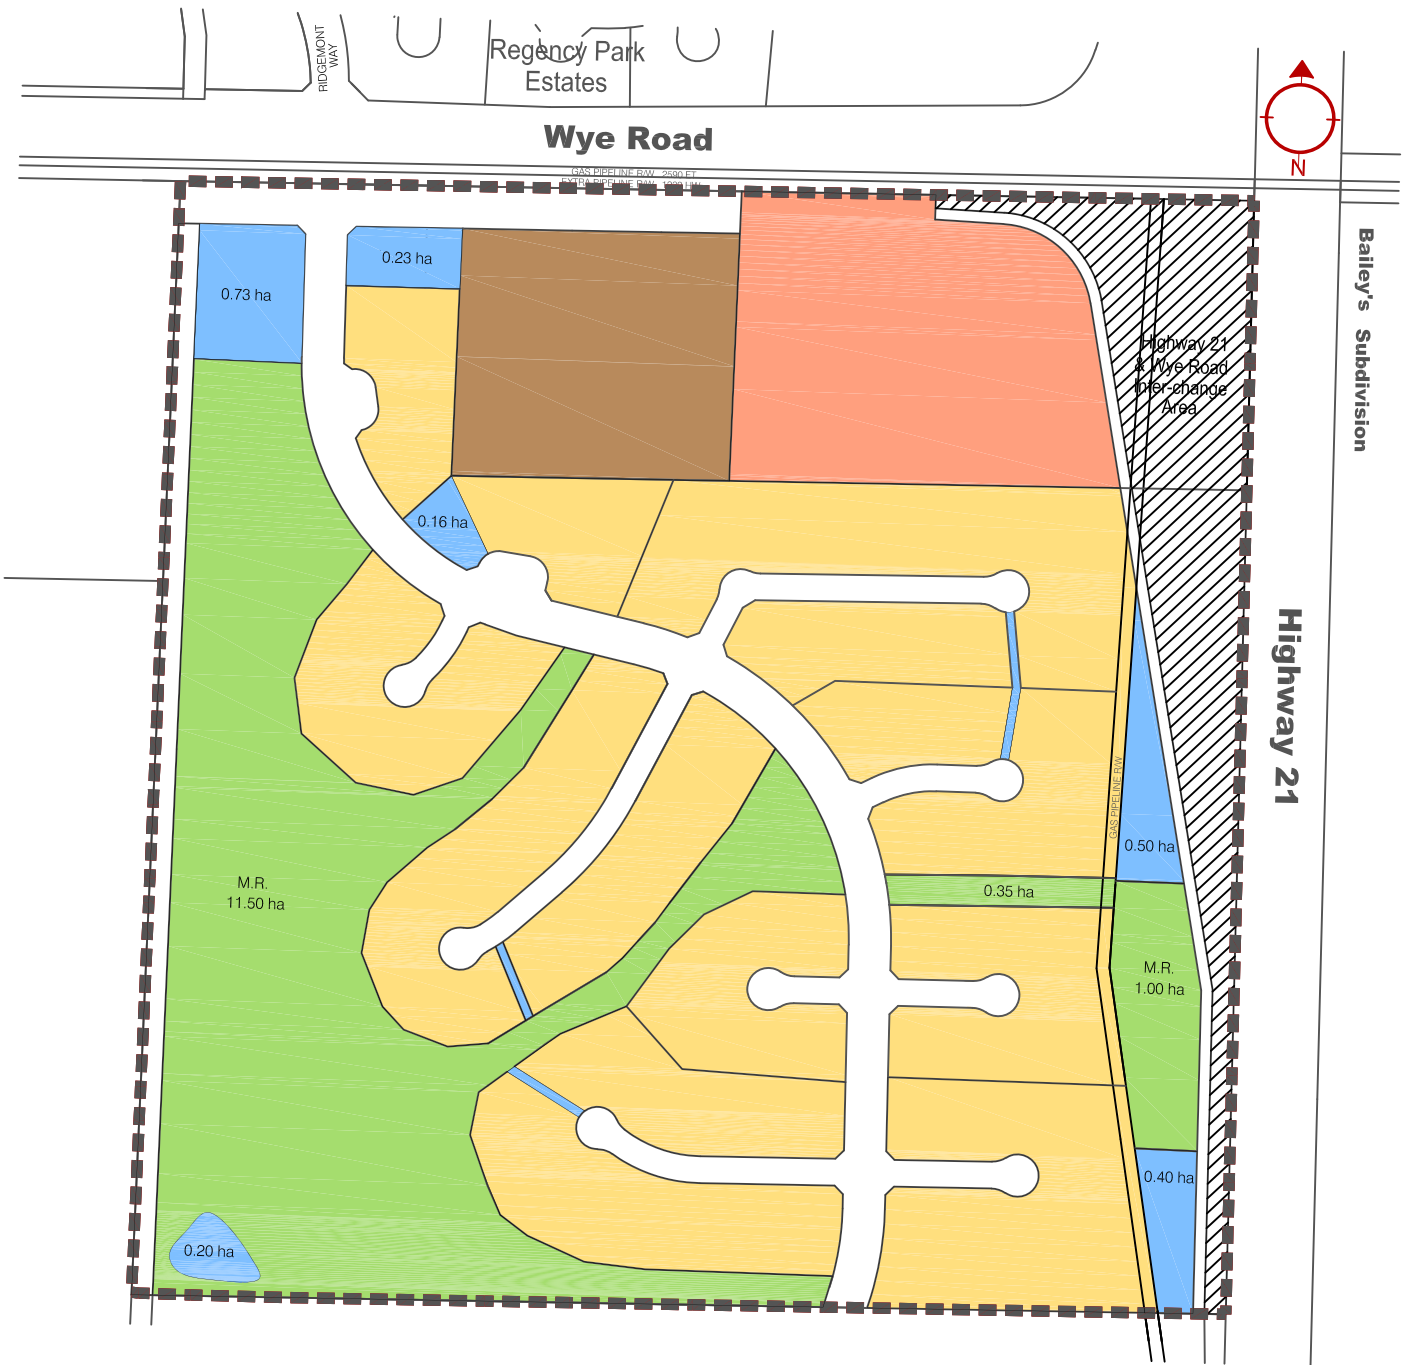 RIDGEMONT
WAY
Regency Park
Estates
Wye Road
GAS PIPELINE R/W 2590 ET
EXTRA PIPELINE R/W
N
0.73 ha
0.23 ha
Bailey's Subdivision
Highway 21
& Wye Road
Inter-change
Area
0.16 ha
Highway 21
GAS PIPELINE R/W
0.50 ha
M.R.
11.50 ha
0.35 ha
M.R.
1.00 ha
0.40 ha
0.20 ha